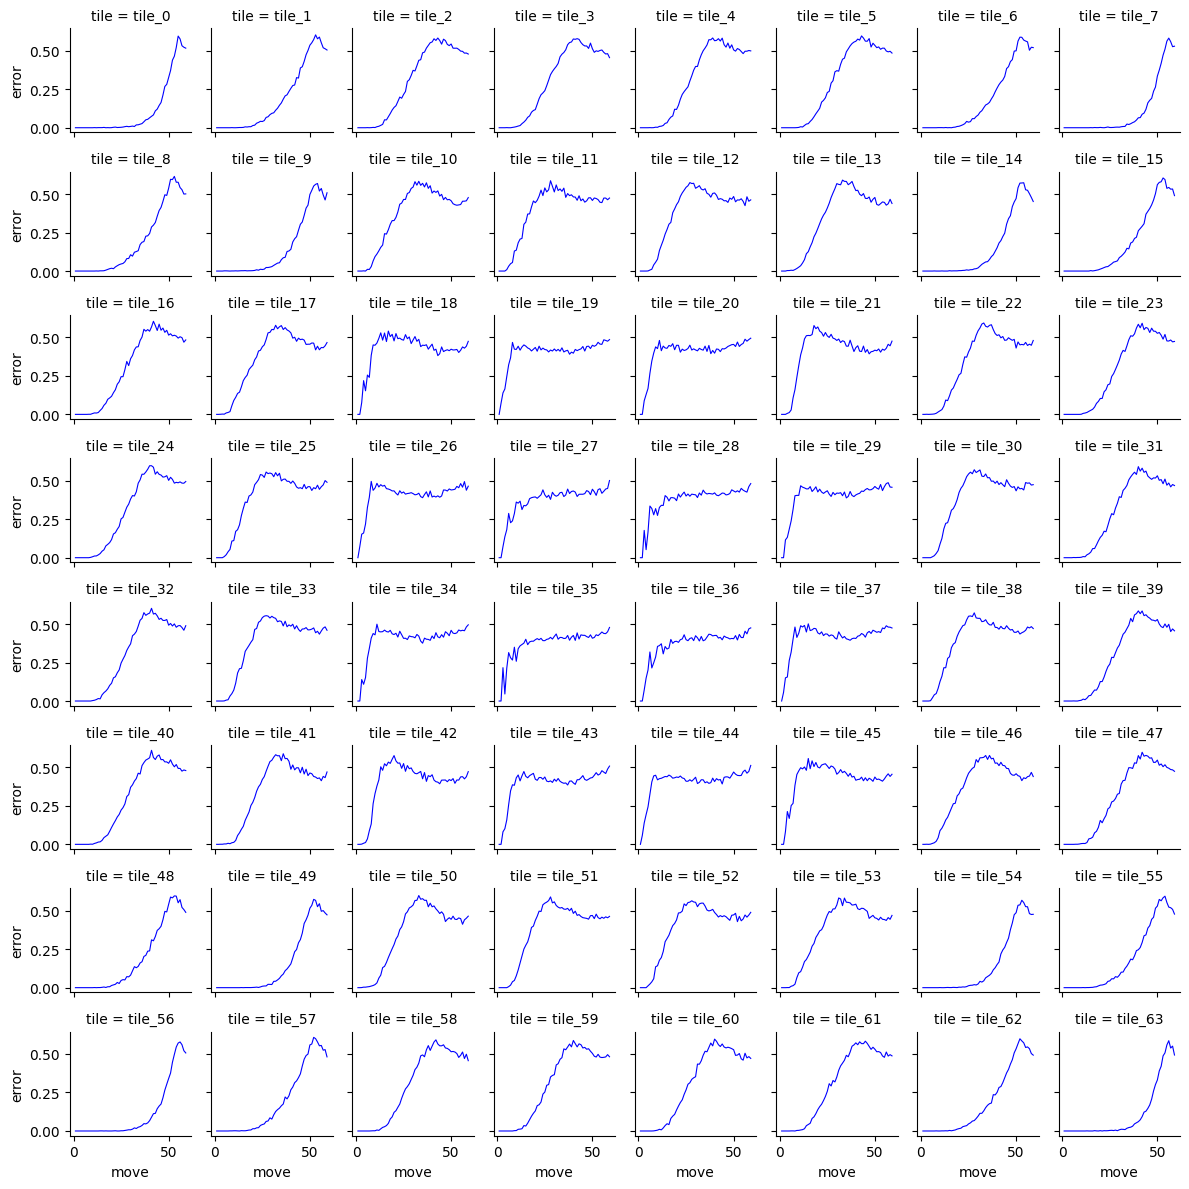 tile = tile_0 tile = tile_1 tile = tile_2 tile = tile_3 tile = tile_4 tile = tile_5 tile = tile_6 tile = tile_7
0.50
error
0.25
0.00
tile = tile_8 tile = tile_9 tile = tile_10 tile = tile_11 tile = tile_12 tile = tile_13 tile = tile_14 tile = tile_15
0.50
error
0.25
0.00
tile = tile_16 tile = tile_17 tile = tile_18 tile = tile_19 tile = tile_20 tile = tile_21 tile = tile_22 tile = tile_23
0.50
error
0.25
0.00
tile = tile_24 tile = tile_25 tile = tile_26 tile = tile_27 tile = tile_28 tile = tile_29 tile = tile_30 tile = tile_31
0.50
error
0.25
0.00
tile = tile_32 tile = tile_33 tile = tile_34 tile = tile_35 tile = tile_36 tile = tile_37 tile = tile_38 tile = tile_39
0.50
error
0.25
0.00
tile = tile_40 tile = tile_41 tile = tile_42 tile = tile_43 tile = tile_44 tile = tile_45 tile = tile_46 tile = tile_47
0.50
error
0.25
0.00
tile = tile_48 tile = tile_49 tile = tile_50 tile = tile_51 tile = tile_52 tile = tile_53 tile = tile_54 tile = tile_55
0.50
error
0.25
0.00
tile = tile_56 tile = tile_57 tile = tile_58 tile = tile_59 tile = tile_60 tile = tile_61 tile = tile_62 tile = tile_63
0.50
error
0.25
0.00
0 50 0 50 0 50 0 50 0 50 0 50 0 50 0 50
move move move move move move move move